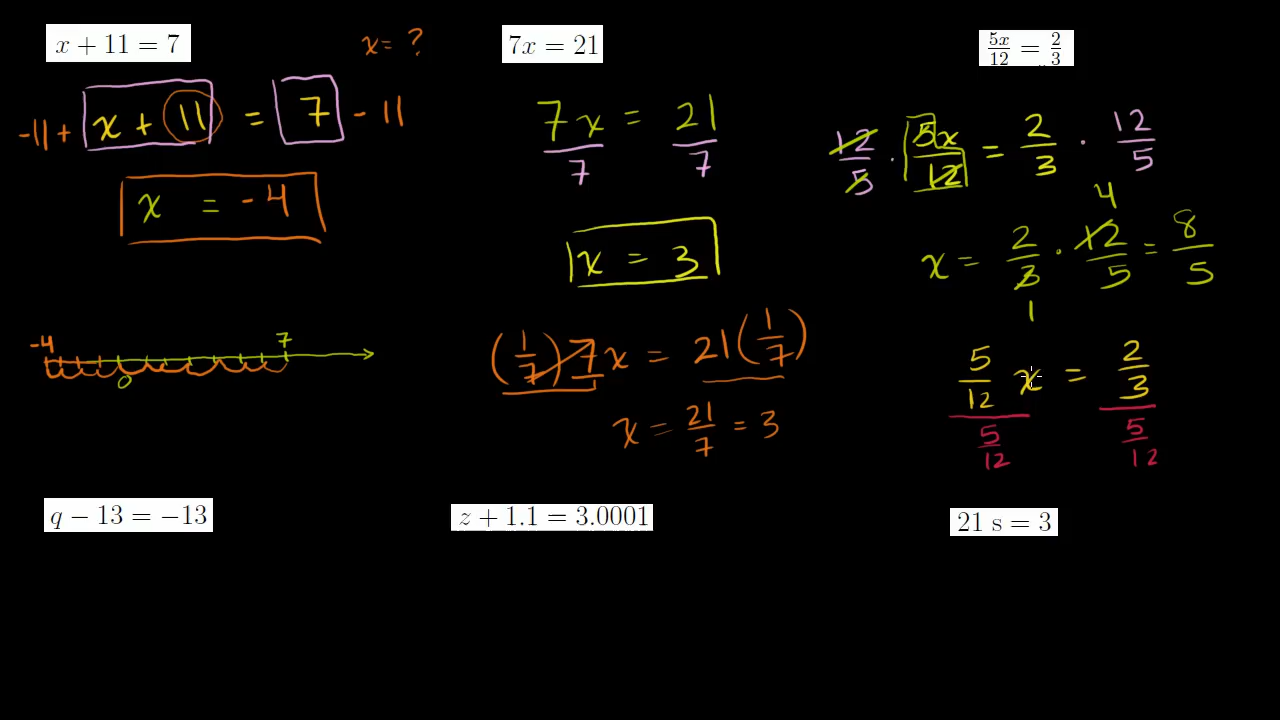 x + 11 = 7
x = ?
-11 + x + 11 = 7 - 11
x = -4
-4 0 7
7x = 21
7x/7 = 21/7
x = 3
(1/7) 7x = 21 (1/7)
x = 21/7 = 3
5x/12 = 2/3
12/5 · 5x/12 = 2/3 · 12/5
4
x = 2/3 · 12/5 = 8/5
1
5/12 x = 2/3
5/12 5/12
q − 13 = −13
z + 1.1 = 3.0001
21 s = 3